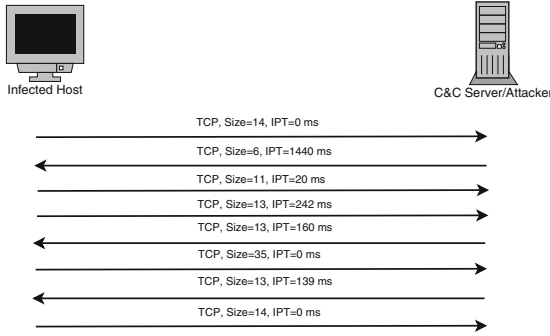 Infected Host
C&C Server/Attacker
TCP, Size=14, IPT=0 ms
TCP, Size=6, IPT=1440 ms
TCP, Size=11, IPT=20 ms
TCP, Size=13, IPT=242 ms
TCP, Size=13, IPT=160 ms
TCP, Size=35, IPT=0 ms
TCP, Size=13, IPT=139 ms
TCP, Size=14, IPT=0 ms